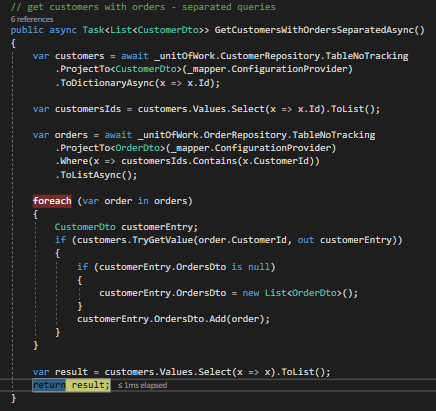 // get customers with orders - separated queries
6 references
public async Task<List<CustomerDto>> GetCustomersWithOrdersSeparatedAsync()
{
var customers = await _unitOfWork.CustomerRepository.TableNoTracking
.ProjectTo<CustomerDto>(_mapper.ConfigurationProvider)
.ToDictionaryAsync(x => x.Id);
var customersIds = customers.Values.Select(x => x.Id).ToList();
var orders = await _unitOfWork.OrderRepository.TableNoTracking
.ProjectTo<OrderDto>(_mapper.ConfigurationProvider)
.Where(x => customersIds.Contains(x.CustomerId))
.ToListAsync();
foreach (var order in orders)
{
CustomerDto customerEntry;
if (customers.TryGetValue(order.CustomerId, out customerEntry))
{
if (customerEntry.OrdersDto is null)
{
customerEntry.OrdersDto = new List<OrderDto>();
}
customerEntry.OrdersDto.Add(order);
}
}
var result = customers.Values.Select(x => x).ToList();
return result; ≤ 1ms elapsed
}